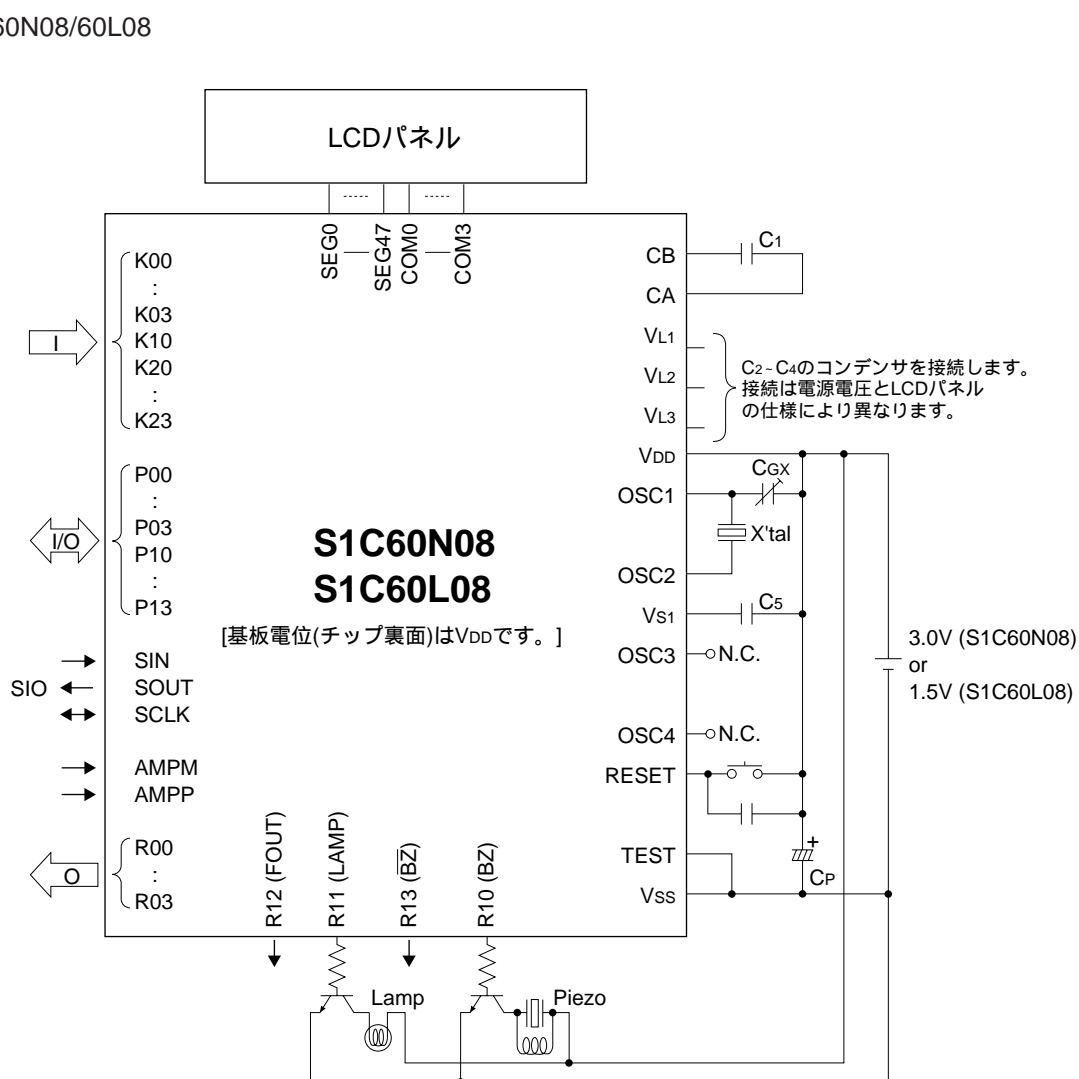 60N08/60L08
LCDパネル
SEG0
SEG47
COM0
COM3
K00
:
K03
K10
K20
:
K23
I
P00
:
P03
P10
:
P13
I/O
SIO
SIN
SOUT
SCLK
AMPM
AMPP
R00
:
R03
O
S1C60N08
S1C60L08
[基板電位(チップ裏面)はVDDです。]
CB
CA
VL1
VL2
VL3
VDD
OSC1
OSC2
VS1
OSC3
OSC4
RESET
TEST
VSS
C1
C2~C4のコンデンサを接続します。
接続は電源電圧とLCDパネル
の仕様により異なります。
CGX
X'tal
C5
N.C.
N.C.
+
CP
3.0V (S1C60N08)
or
1.5V (S1C60L08)
R12 (FOUT)
R11 (LAMP)
R13 (B̅Z̅)
R10 (BZ)
Lamp
Piezo